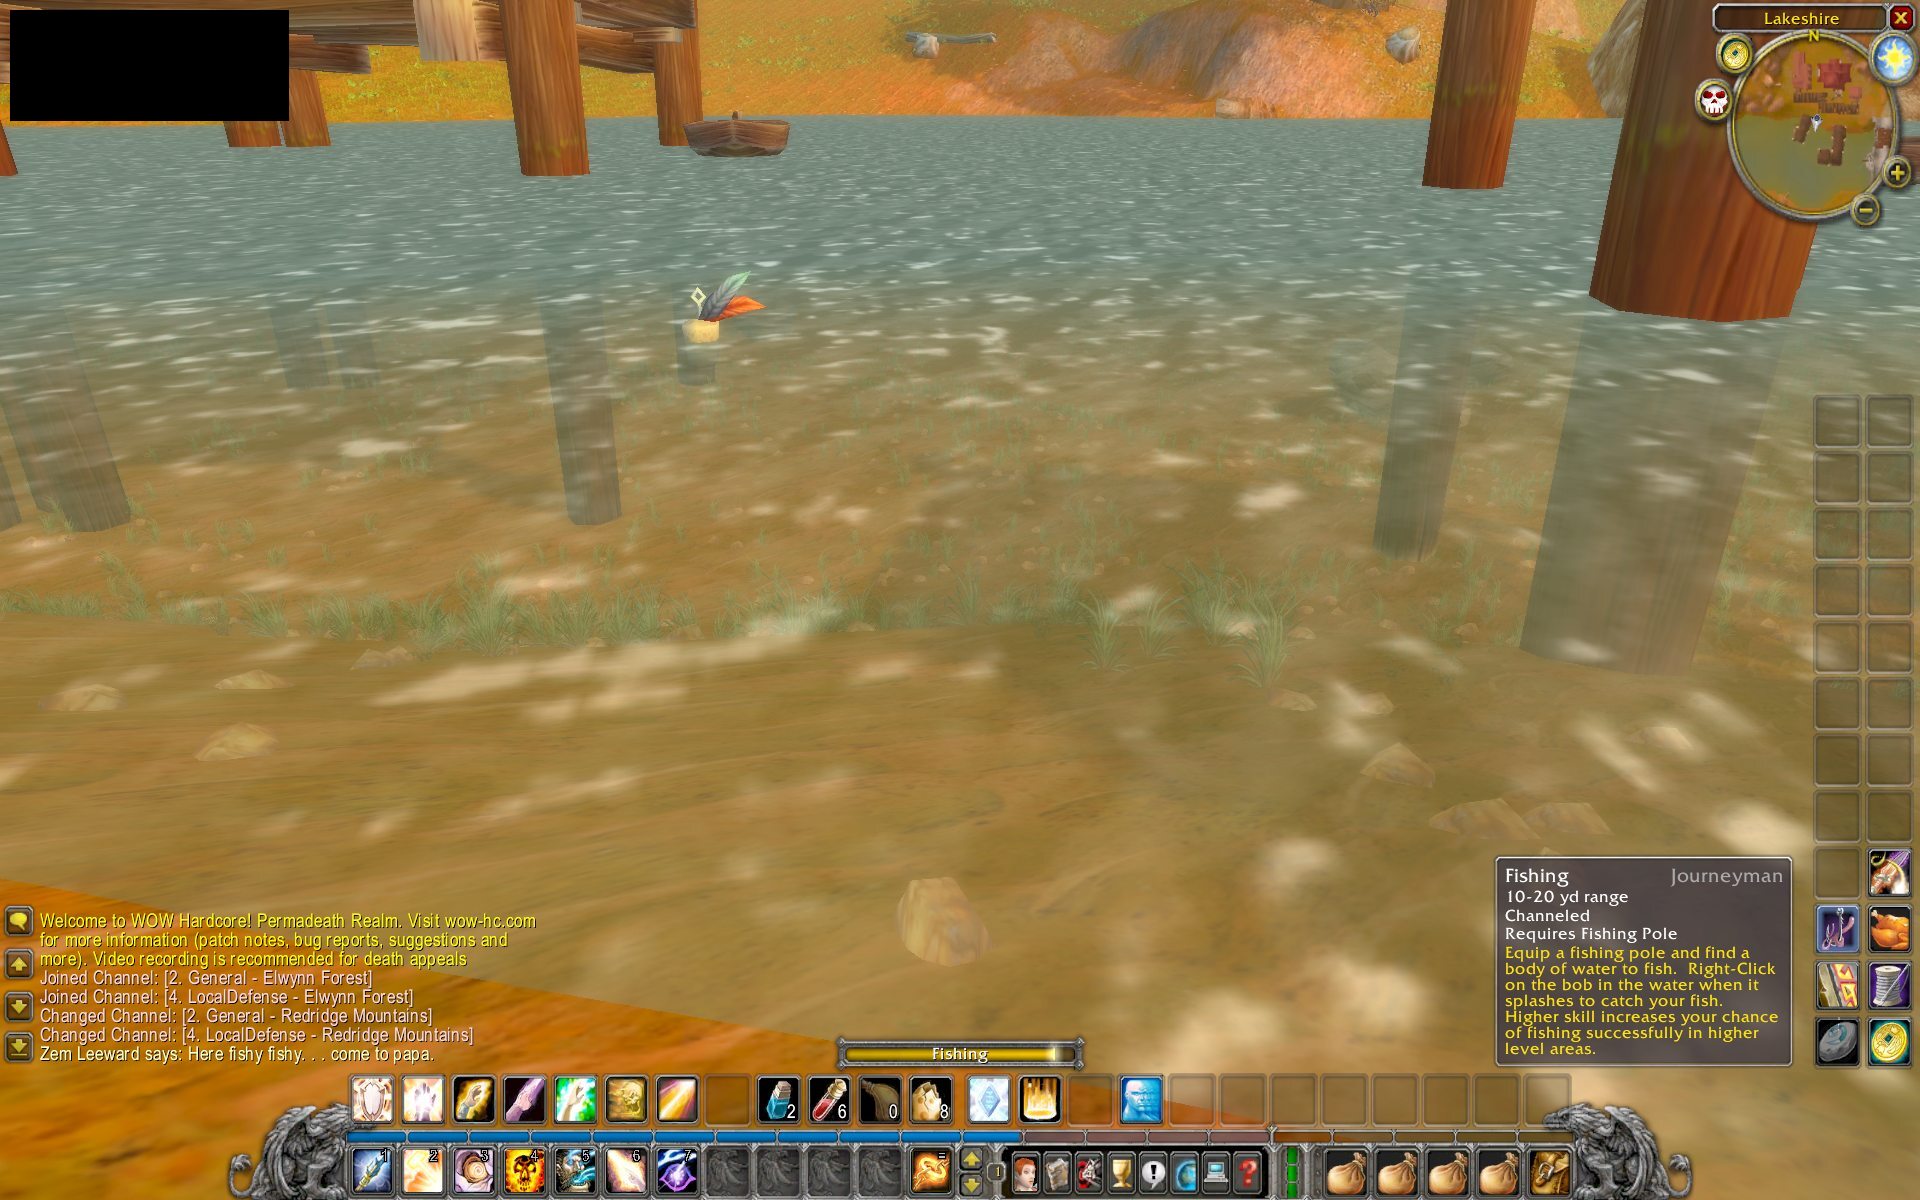 Lakeshire
N
Fishing Journeyman
10-20 yd range
Channeled
Requires Fishing Pole
Equip a fishing pole and find a
body of water to fish. Right-Click
on the bob in the water when it
splashes to catch your fish.
Higher skill increases your chance
of fishing successfully in higher
level areas.
Welcome to WOW Hardcore! Permadeath Realm. Visit wow-hc.com
for more information (patch notes, bug reports, suggestions and
more). Video recording is recommended for death appeals
Joined Channel: [2. General - Elwynn Forest]
Joined Channel: [4. LocalDefense - Elwynn Forest]
Changed Channel: [2. General - Redridge Mountains]
Changed Channel: [4. LocalDefense - Redridge Mountains]
Zem Leeward says: Here fishy fishy. . . come to papa.
Fishing
2 6 0 8
1 2 3 4 5 6 7 = 1